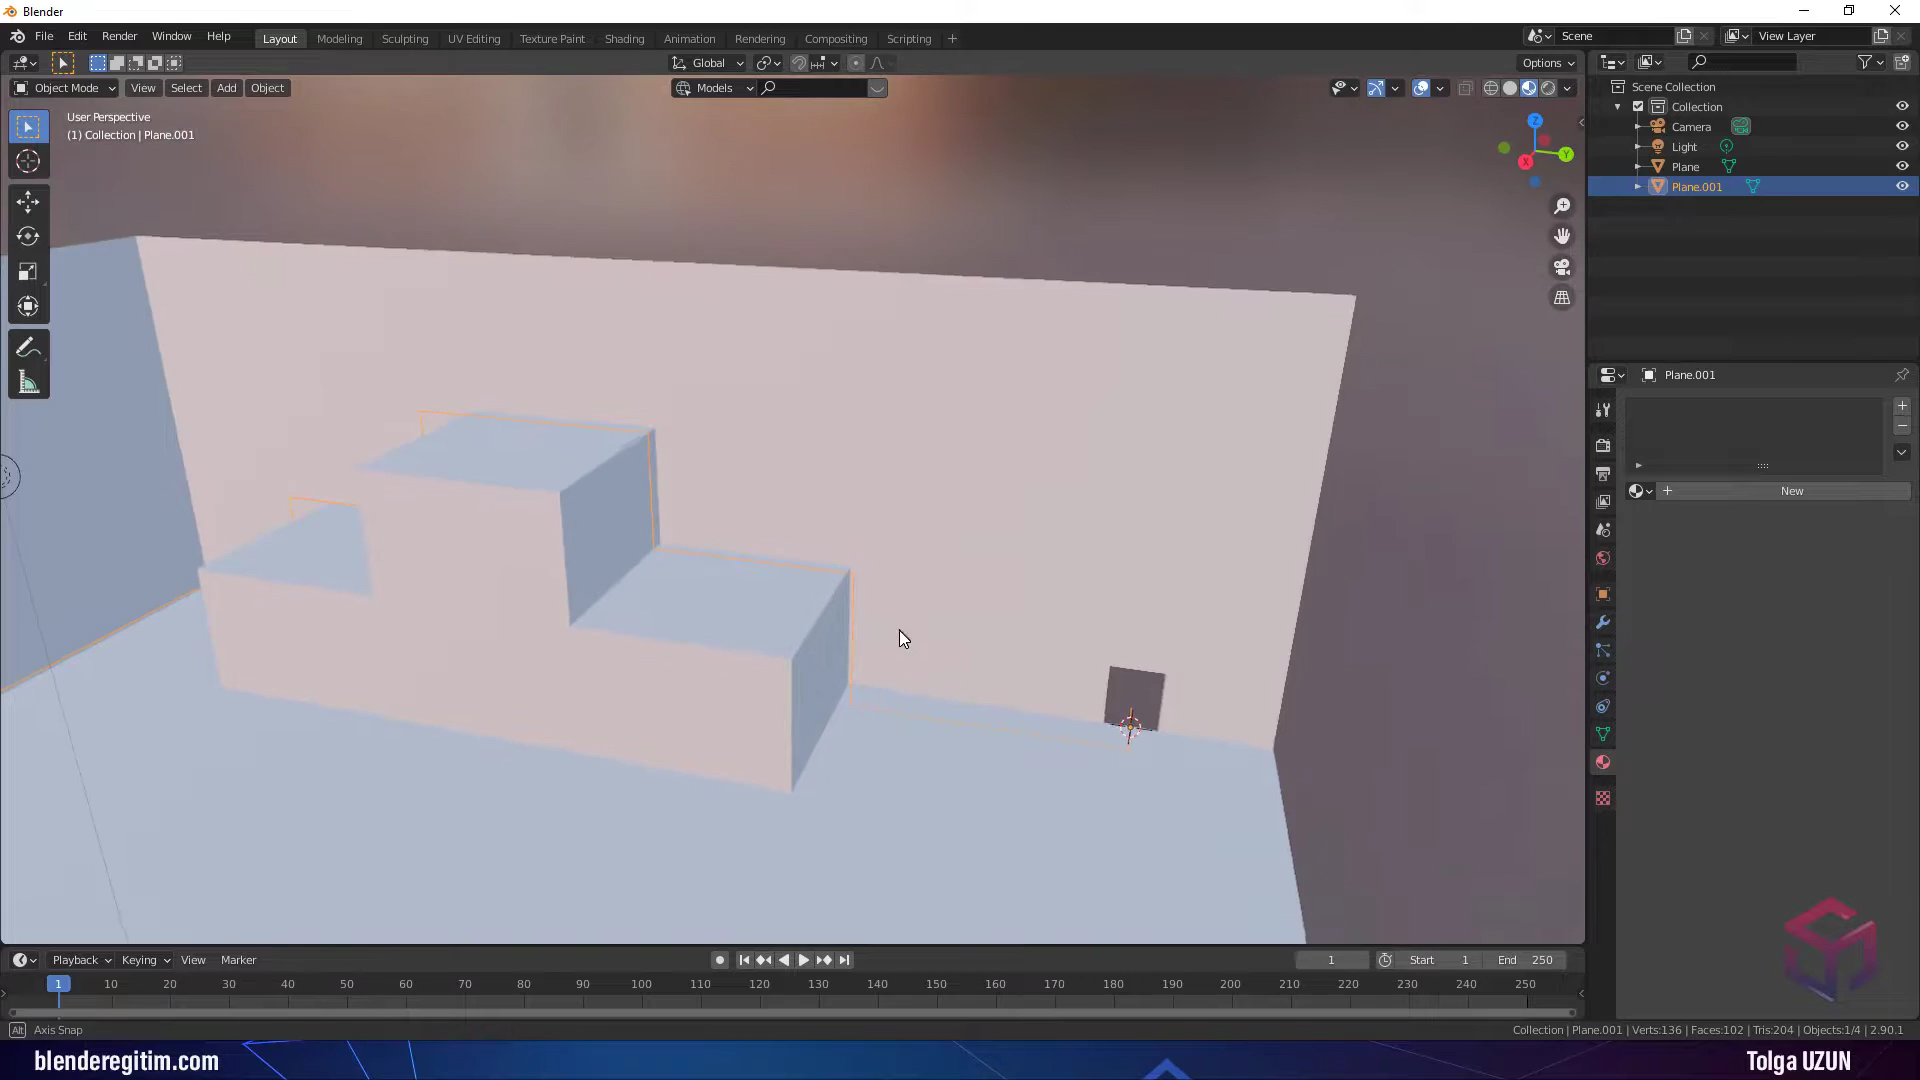 Blender
File Edit Render Window Help
Layout Modeling Sculpting UV Editing Texture Paint Shading Animation Rendering Compositing Scripting +
Scene
View Layer
Global
Options
Object Mode View Select Add Object
Models
User Perspective
(1) Collection | Plane.001
Z
Y
X
Scene Collection
Collection
Camera
Light
Plane
Plane.001
Plane.001
+ New
Playback Keying View Marker
1 Start 1 End 250
1 10 20 30 40 50 60 70 80 90 100 110 120 130 140 150 160 170 180 190 200 210 220 230 240 250
Alt Axis Snap
Collection | Plane.001 | Verts:136 | Faces:102 | Tris:204 | Objects:1/4 | 2.90.1
blenderegitim.com
Tolga UZUN